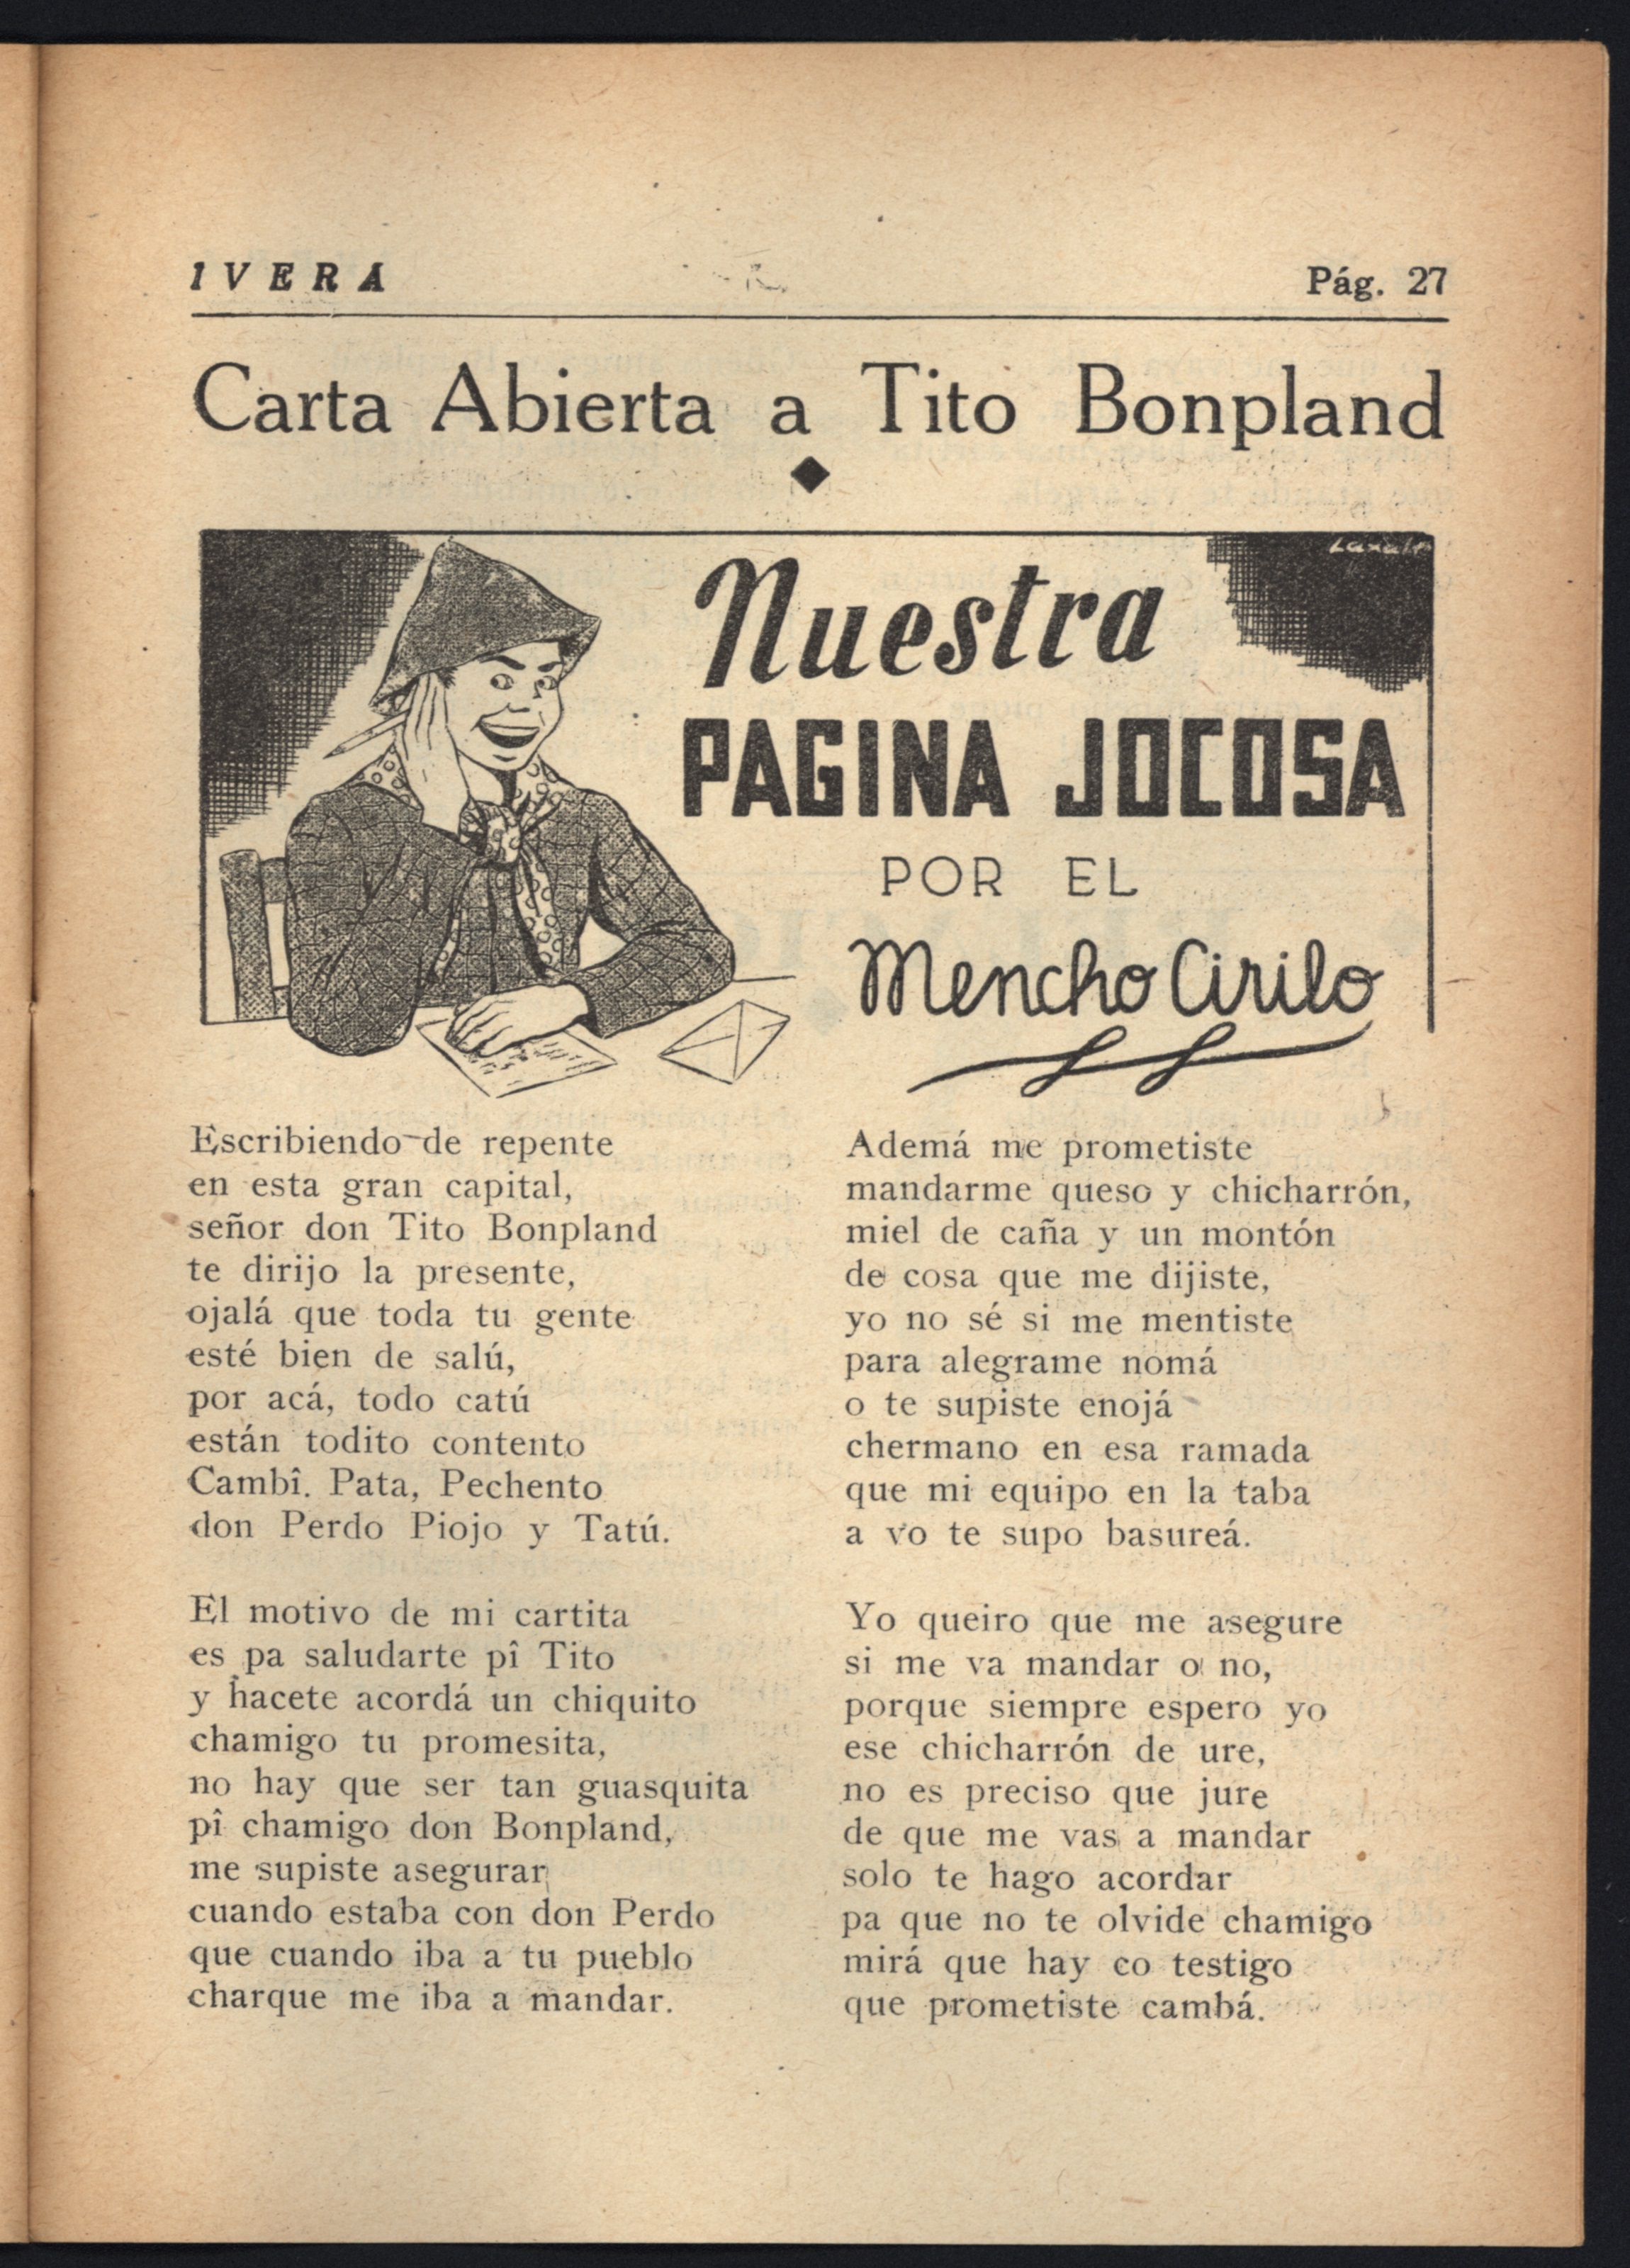 IVERA
Pág. 27
Carta Abierta a Tito Bonpland
Nuestra
PAGINA JOCOSA
POR EL
Mencho Cirilo
Escribiendo de repente
en esta gran capital,
señor don Tito Bonpland
te dirijo la presente,
ojalá que toda tu gente
esté bien de salú,
por acá, todo catú
están todito contento
Cambî. Pata, Pechento
don Perdo Piojo y Tatú.
El motivo de mi cartita
es pa saludarte pî Tito
y hacete acordá un chiquito
chamigo tu promesita,
no hay que ser tan guasquita
pî chamigo don Bonpland,
me supiste asegurar
cuando estaba con don Perdo
que cuando iba a tu pueblo
charque me iba a mandar.
Ademá me prometiste
mandarme queso y chicharrón,
miel de caña y un montón
de cosa que me dijiste,
yo no sé si me mentiste
para alegrame nomá
o te supiste enojá
chermano en esa ramada
que mi equipo en la taba
a vo te supo basureá.
Yo queiro que me asegure
si me va mandar o no,
porque siempre espero yo
ese chicharrón de ure,
no es preciso que jure
de que me vas a mandar
solo te hago acordar
pa que no te olvide chamigo
mirá que hay co testigo
que prometiste cambá.